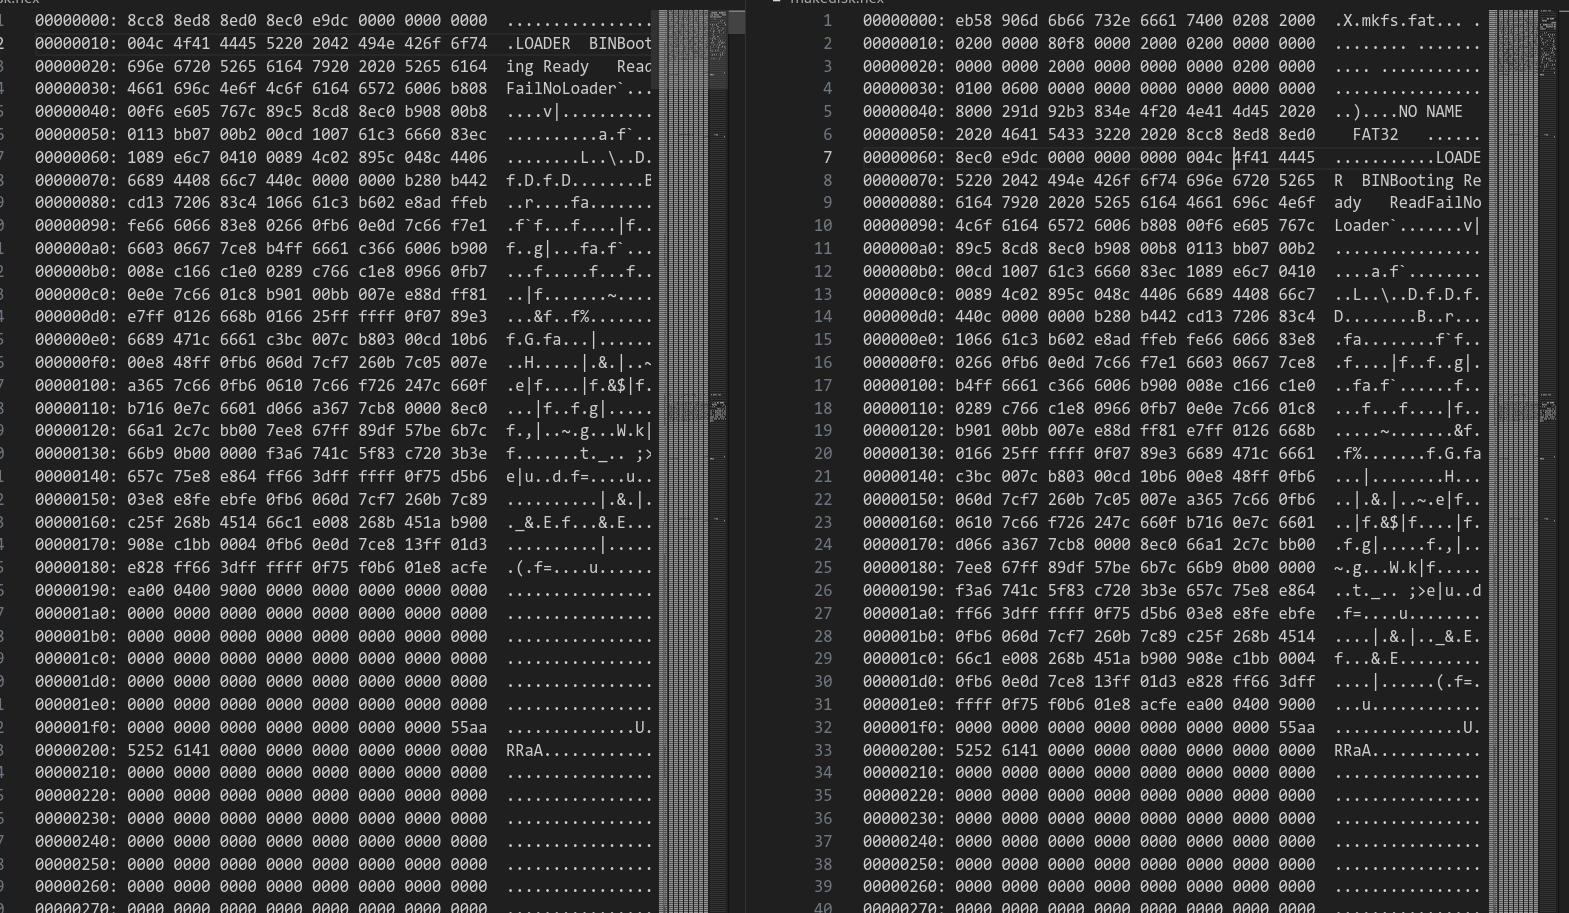 00000000: 8cc8 8ed8 8ed0 8ec0 e9dc 0000 0000 0000 ................
00000010: 004c 4f41 4445 5220 2042 494e 426f 6f74 .LOADER  BINBoot
00000020: 696e 6720 5265 6164 7920 2020 5265 6164 ing Ready   Read
00000030: 4661 696c 4e6f 4c6f 6164 6572 6006 b808 FailNoLoader`...
00000040: 00f6 e605 767c 89c5 8cd8 8ec0 b908 00b8 ....v|..........
00000050: 0113 bb07 00b2 00cd 1007 61c3 6660 83ec ..........a.f`..
00000060: 1089 e6c7 0410 0089 4c02 895c 048c 4406 ........L..\..D.
00000070: 6689 4408 66c7 440c 0000 0000 b280 b442 f.D.f.D........B
00000080: cd13 7206 83c4 1066 61c3 b602 e8ad ffeb ..r....fa.......
00000090: fe66 6066 83e8 0266 0fb6 0e0d 7c66 f7e1 .f`f...f....|f..
000000a0: 6603 0667 7ce8 b4ff 6661 c366 6006 b900 f..g|...fa.f`...
000000b0: 008e c166 c1e0 0289 c766 c1e8 0966 0fb7 ...f.....f...f..
000000c0: 0e0e 7c66 01c8 b901 00bb 007e e88d ff81 ..|f.......~....
000000d0: e7ff 0126 668b 0166 25ff ffff 0f07 89e3 ...&f..f%.......
000000e0: 6689 471c 6661 c3bc 007c b803 00cd 10b6 f.G.fa...|......
000000f0: 00e8 48ff 0fb6 060d 7cf7 260b 7c05 007e ..H.....|.&.|..~
00000100: a365 7c66 0fb6 0610 7c66 f726 247c 660f .e|f....|f.&$|f.
00000110: b716 0e7c 6601 d066 a367 7cb8 0000 8ec0 ...|f..f.g|.....
00000120: 66a1 2c7c bb00 7ee8 67ff 89df 57be 6b7c f.,|..~.g...W.k|
00000130: 66b9 0b00 0000 f3a6 741c 5f83 c720 3b3e f.......t._.. ;>
00000140: 657c 75e8 e864 ff66 3dff ffff 0f75 d5b6 e|u..d.f=....u..
00000150: 03e8 e8fe ebfe 0fb6 060d 7cf7 260b 7c89 ..........|.&.|.
00000160: c25f 268b 4514 66c1 e008 268b 451a b900 ._&.E.f...&.E...
00000170: 908e c1bb 0004 0fb6 0e0d 7ce8 13ff 01d3 ..........|.....
00000180: e828 ff66 3dff ffff 0f75 f0b6 01e8 acfe .(.f=....u......
00000190: ea00 0400 9000 0000 0000 0000 0000 0000 ................
000001a0: 0000 0000 0000 0000 0000 0000 0000 0000 ................
000001b0: 0000 0000 0000 0000 0000 0000 0000 0000 ................
000001c0: 0000 0000 0000 0000 0000 0000 0000 0000 ................
000001d0: 0000 0000 0000 0000 0000 0000 0000 0000 ................
000001e0: 0000 0000 0000 0000 0000 0000 0000 0000 ................
000001f0: 0000 0000 0000 0000 0000 0000 0000 55aa ..............U.
00000200: 5252 6141 0000 0000 0000 0000 0000 0000 RRaA............
00000210: 0000 0000 0000 0000 0000 0000 0000 0000 ................
00000220: 0000 0000 0000 0000 0000 0000 0000 0000 ................
00000230: 0000 0000 0000 0000 0000 0000 0000 0000 ................
00000240: 0000 0000 0000 0000 0000 0000 0000 0000 ................
00000250: 0000 0000 0000 0000 0000 0000 0000 0000 ................
00000260: 0000 0000 0000 0000 0000 0000 0000 0000 ................
00000270: 0000 0000 0000 0000 0000 0000 0000 0000
makedisk.hex
1 00000000: eb58 906d 6b66 732e 6661 7400 0208 2000 .X.mkfs.fat... .
2 00000010: 0200 0000 80f8 0000 2000 0200 0000 0000 ........ .......
3 00000020: 0000 0000 2000 0000 0000 0000 0200 0000 .... ...........
4 00000030: 0100 0600 0000 0000 0000 0000 0000 0000 ................
5 00000040: 8000 291d 92b3 834e 4f20 4e41 4d45 2020 ..)....NO NAME
6 00000050: 2020 4641 5433 3220 2020 8cc8 8ed8 8ed0   FAT32   ......
7 00000060: 8ec0 e9dc 0000 0000 0000 004c 4f41 4445 ...........LOADE
8 00000070: 5220 2042 494e 426f 6f74 696e 6720 5265 R  BINBooting Re
9 00000080: 6164 7920 2020 5265 6164 4661 696c 4e6f ady   ReadFailNo
10 00000090: 4c6f 6164 6572 6006 b808 00f6 e605 767c Loader`.......v|
11 000000a0: 89c5 8cd8 8ec0 b908 00b8 0113 bb07 00b2 ................
12 000000b0: 00cd 1007 61c3 6660 83ec 1089 e6c7 0410 ....a.f`........
13 000000c0: 0089 4c02 895c 048c 4406 6689 4408 66c7 ..L..\..D.f.D.f.
14 000000d0: 440c 0000 0000 b280 b442 cd13 7206 83c4 D........B..r...
15 000000e0: 1066 61c3 b602 e8ad ffeb fe66 6066 83e8 .fa........f`f..
16 000000f0: 0266 0fb6 0e0d 7c66 f7e1 6603 0667 7ce8 .f....|f..f..g|.
17 00000100: b4ff 6661 c366 6006 b900 008e c166 c1e0 ..fa.f`......f..
18 00000110: 0289 c766 c1e8 0966 0fb7 0e0e 7c66 01c8 ...f...f....|f..
19 00000120: b901 00bb 007e e88d ff81 e7ff 0126 668b .....~.......&f.
20 00000130: 0166 25ff ffff 0f07 89e3 6689 471c 6661 .f%.......f.G.fa
21 00000140: c3bc 007c b803 00cd 10b6 00e8 48ff 0fb6 ...|........H...
22 00000150: 060d 7cf7 260b 7c05 007e a365 7c66 0fb6 ..|.&.|..~.e|f..
23 00000160: 0610 7c66 f726 247c 660f b716 0e7c 6601 ..|f.&$|f....|f.
24 00000170: d066 a367 7cb8 0000 8ec0 66a1 2c7c bb00 .f.g|.....f.,|..
25 00000180: 7ee8 67ff 89df 57be 6b7c 66b9 0b00 0000 ~.g...W.k|f.....
26 00000190: f3a6 741c 5f83 c720 3b3e 657c 75e8 e864 ..t._.. ;>e|u..d
27 000001a0: ff66 3dff ffff 0f75 d5b6 03e8 e8fe ebfe .f=....u........
28 000001b0: 0fb6 060d 7cf7 260b 7c89 c25f 268b 4514 ....|.&.|.._&.E.
29 000001c0: 66c1 e008 268b 451a b900 908e c1bb 0004 f...&.E.........
30 000001d0: 0fb6 0e0d 7ce8 13ff 01d3 e828 ff66 3dff ....|......(.f=.
31 000001e0: ffff 0f75 f0b6 01e8 acfe ea00 0400 9000 ...u............
32 000001f0: 0000 0000 0000 0000 0000 0000 0000 55aa ..............U.
33 00000200: 5252 6141 0000 0000 0000 0000 0000 0000 RRaA............
34 00000210: 0000 0000 0000 0000 0000 0000 0000 0000 ................
35 00000220: 0000 0000 0000 0000 0000 0000 0000 0000 ................
36 00000230: 0000 0000 0000 0000 0000 0000 0000 0000 ................
37 00000240: 0000 0000 0000 0000 0000 0000 0000 0000 ................
38 00000250: 0000 0000 0000 0000 0000 0000 0000 0000 ................
39 00000260: 0000 0000 0000 0000 0000 0000 0000 0000 ................
40 00000270: 0000 0000 0000 0000 0000 0000 0000 0000